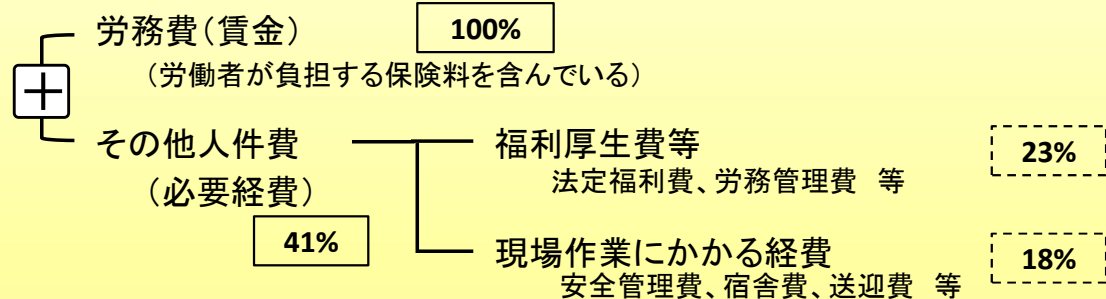 労務費(賃金) 100%
(労働者が負担する保険料を含んでいる)
+
その他人件費 福利厚生費等 23%
(必要経費) 法定福利費、労務管理費 等
41%
現場作業にかかる経費 18%
安全管理費、宿舎費、送迎費 等